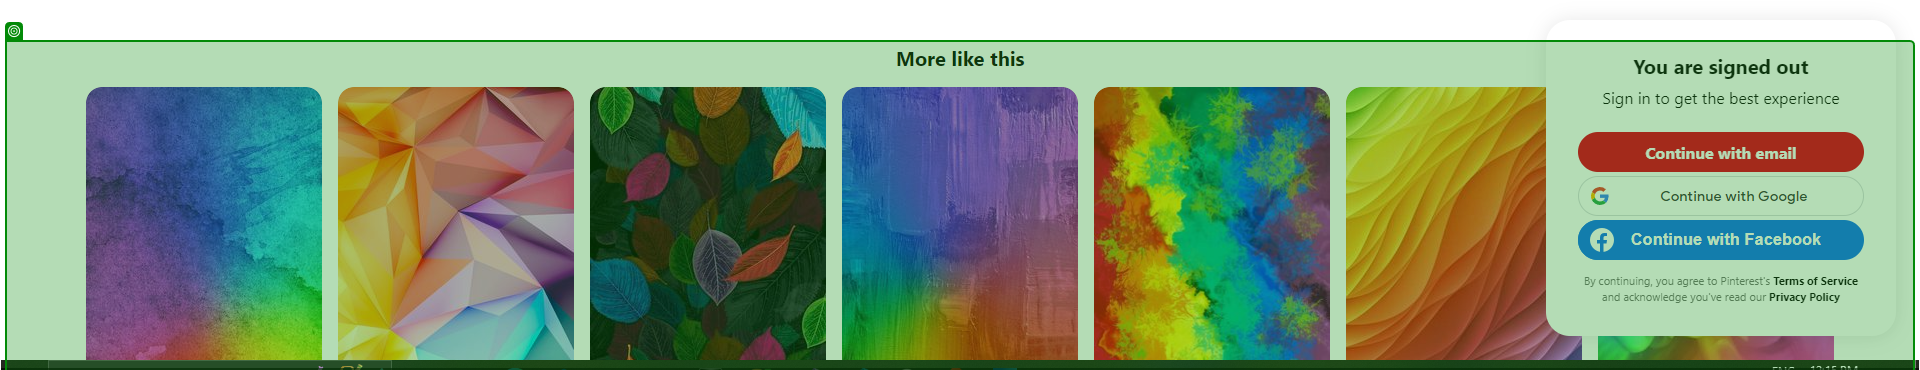 More like this
You are signed out
Sign in to get the best experience
Continue with email
Continue with Google
Continue with Facebook
By continuing, you agree to Pinterest's Terms of Service
and acknowledge you've read our Privacy Policy